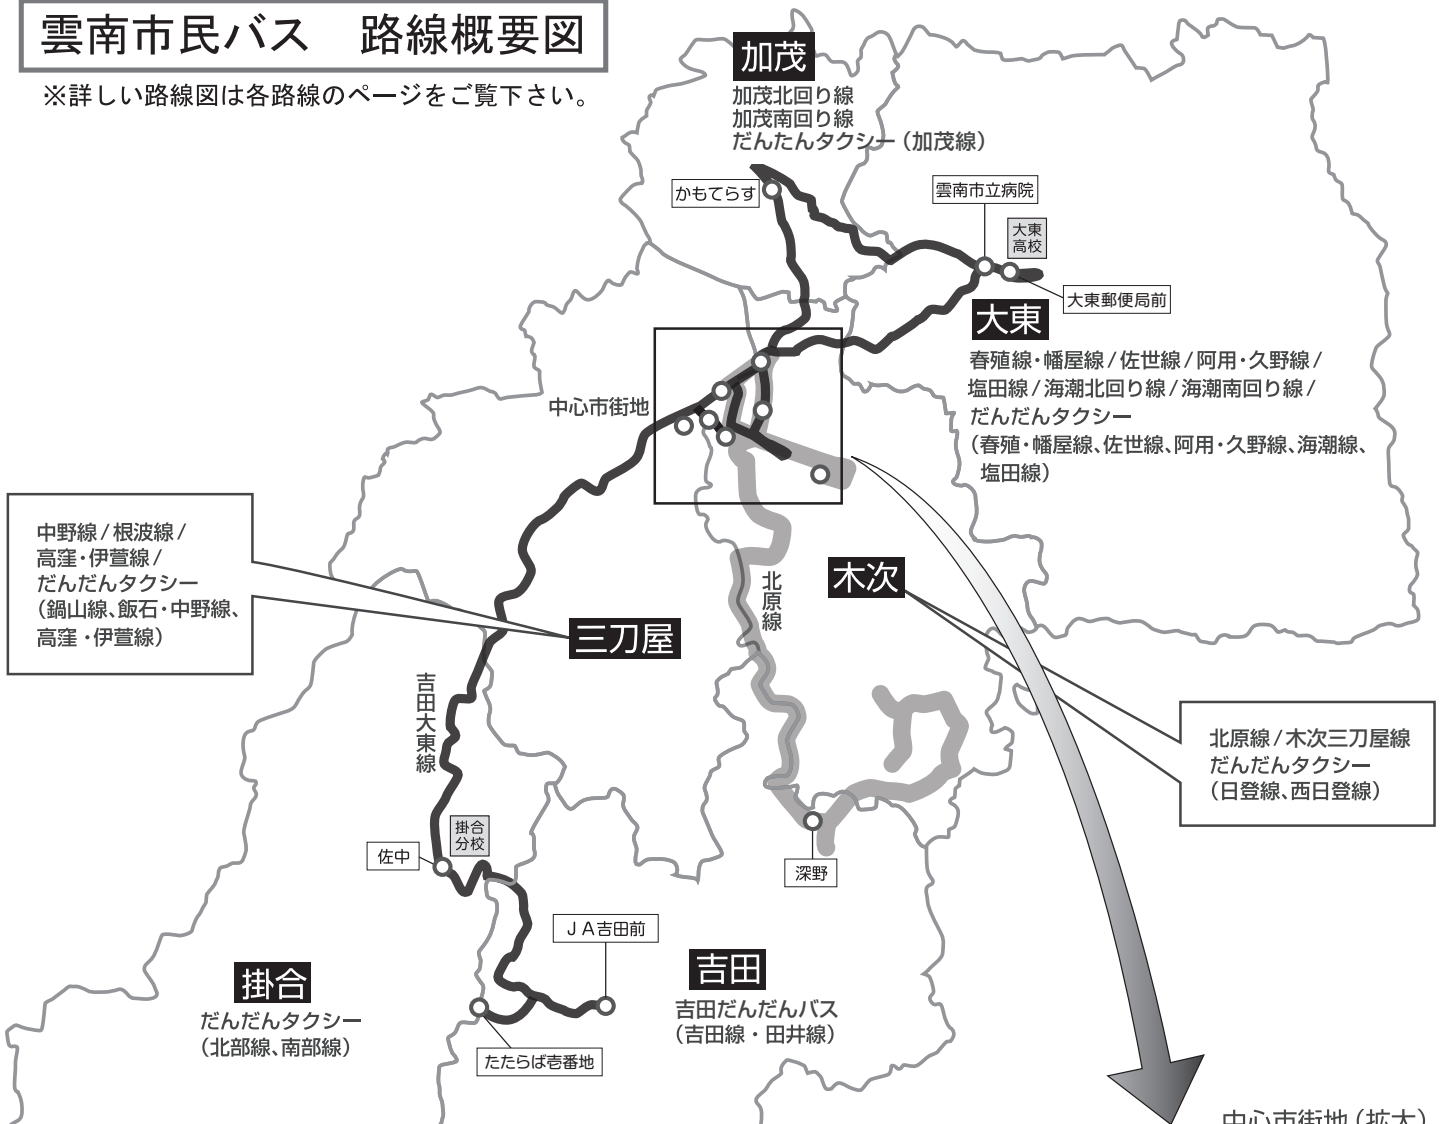 雲南市民バス　路線概要図
※詳しい路線図は各路線のページをご覧下さい。
加茂
加茂北回り線
加茂南回り線
だんたんタクシー（加茂線）
かもてらす
雲南市立病院
大東
高校
大東郵便局前
大東
春殖線・幡屋線/佐世線/阿用・久野線/
塩田線/海潮北回り線/海潮南回り線/
だんだんタクシー
（春殖・幡屋線、佐世線、阿用・久野線、海潮線、
塩田線）
中心市街地
中野線/根波線/
高窪・伊萱線/
だんだんタクシー
（鍋山線、飯石・中野線、
高窪・伊萱線）
三刀屋
北原線
木次
吉田大東線
北原線/木次三刀屋線
だんだんタクシー
（日登線、西日登線）
掛合
分校
佐中
深野
ＪＡ吉田前
掛合
だんだんタクシー
（北部線、南部線）
吉田
吉田だんだんバス
（吉田線・田井線）
たたらば壱番地
中心市街地（拡大）